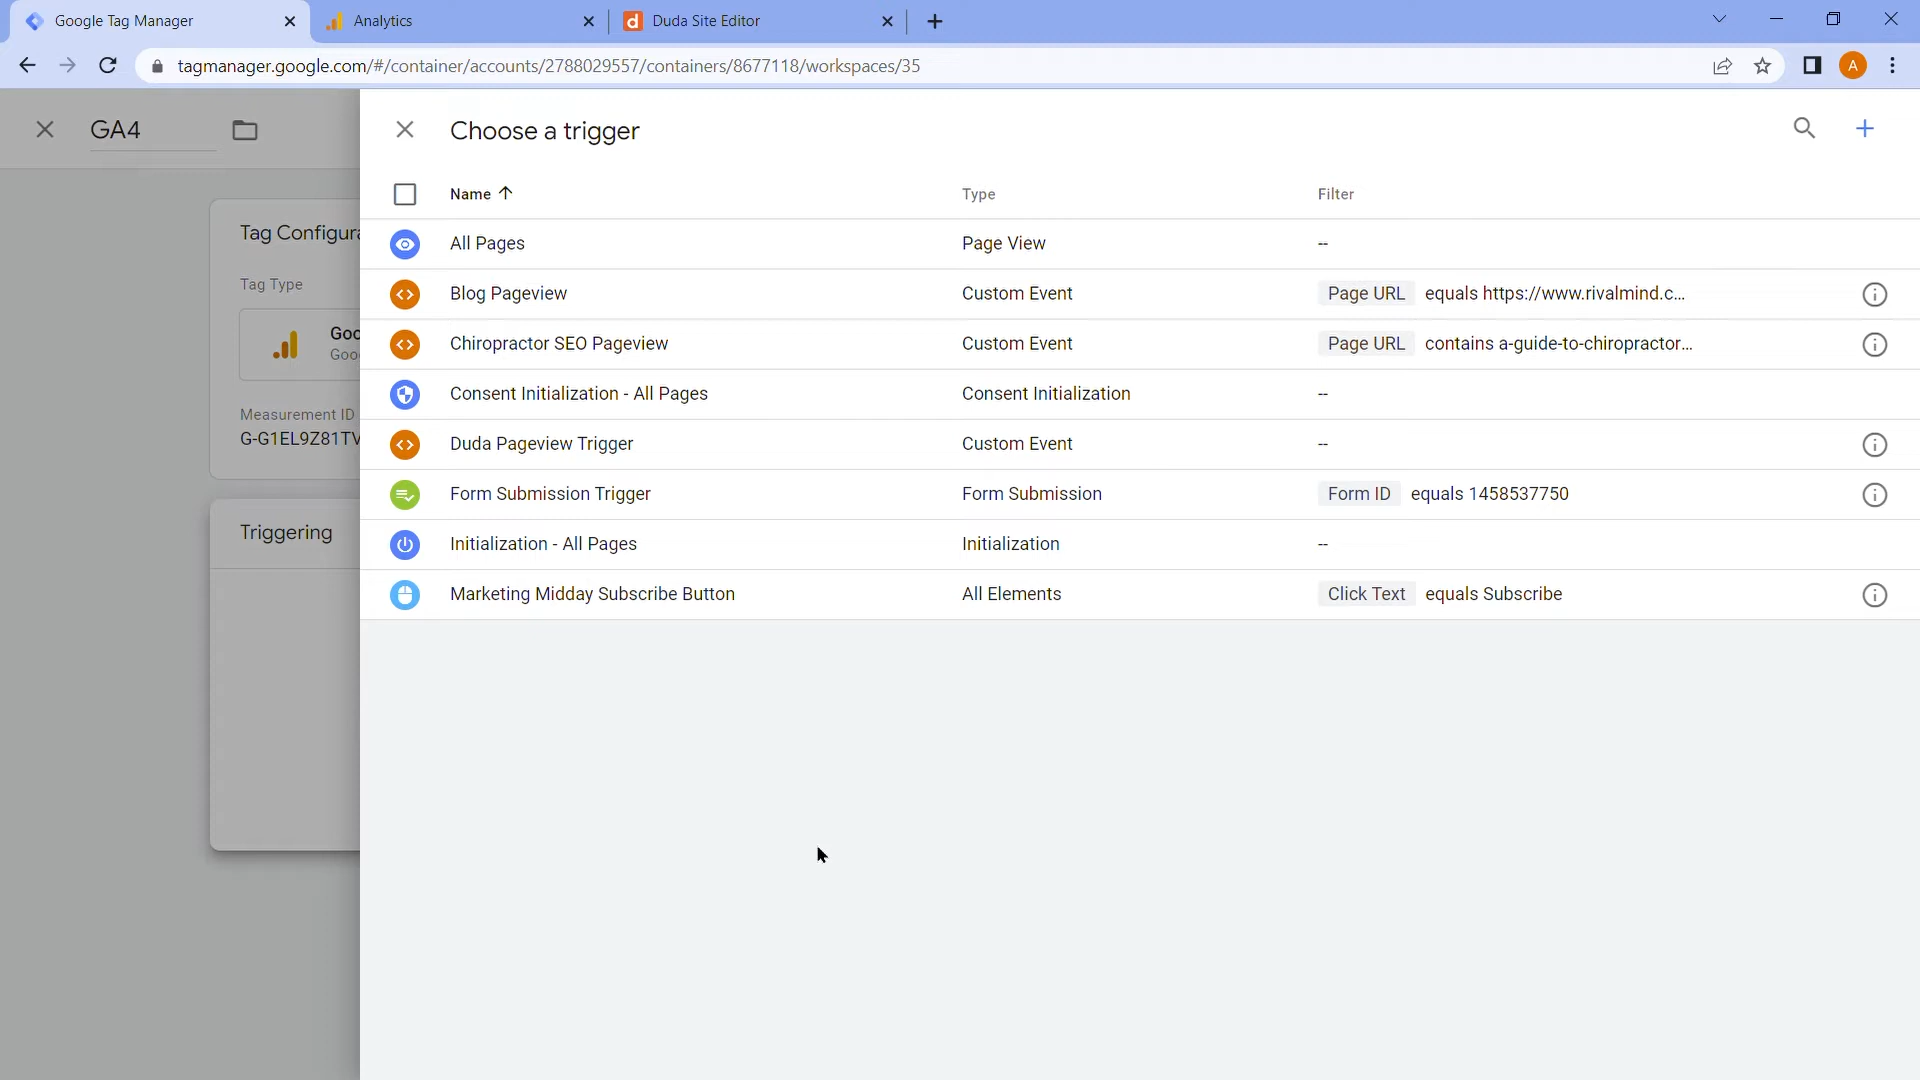 Google Tag Manager
Analytics
Duda Site Editor
tagmanager.google.com/#/container/accounts/2788029557/containers/8677118/workspaces/35
A
GA4
Choose a trigger
Name Type Filter
All Pages Page View --
Blog Pageview Custom Event Page URL equals https://www.rivalmind.c...
Chiropractor SEO Pageview Custom Event Page URL contains a-guide-to-chiropractor...
Consent Initialization - All Pages Consent Initialization --
Duda Pageview Trigger Custom Event --
Form Submission Trigger Form Submission Form ID equals 1458537750
Initialization - All Pages Initialization --
Marketing Midday Subscribe Button All Elements Click Text equals Subscribe
Tag Configura
Tag Type
Goo
Goo
Measurement ID
G-G1EL9Z81TV
Triggering